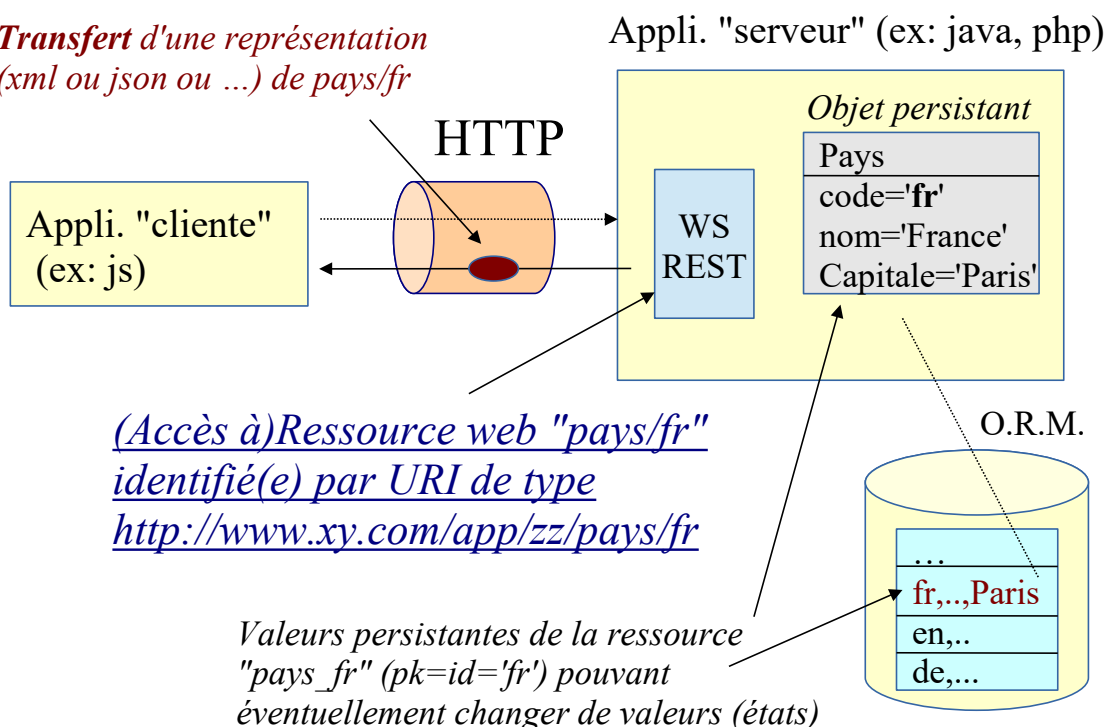 Transfert d'une représentation
(xml ou json ou ...) de pays/fr
Appli. "serveur" (ex: java, php)
HTTP
Objet persistant
Pays
code='fr'
nom='France'
Capitale='Paris'
Appli. "cliente"
(ex: js)
WS
REST
(Accès à)Ressource web "pays/fr"
identifié(e) par URI de type
http://www.xy.com/app/zz/pays/fr
O.R.M.
...
fr,..,Paris
en,..
de,...
Valeurs persistantes de la ressource
"pays_fr" (pk=id='fr') pouvant
éventuellement changer de valeurs (états)